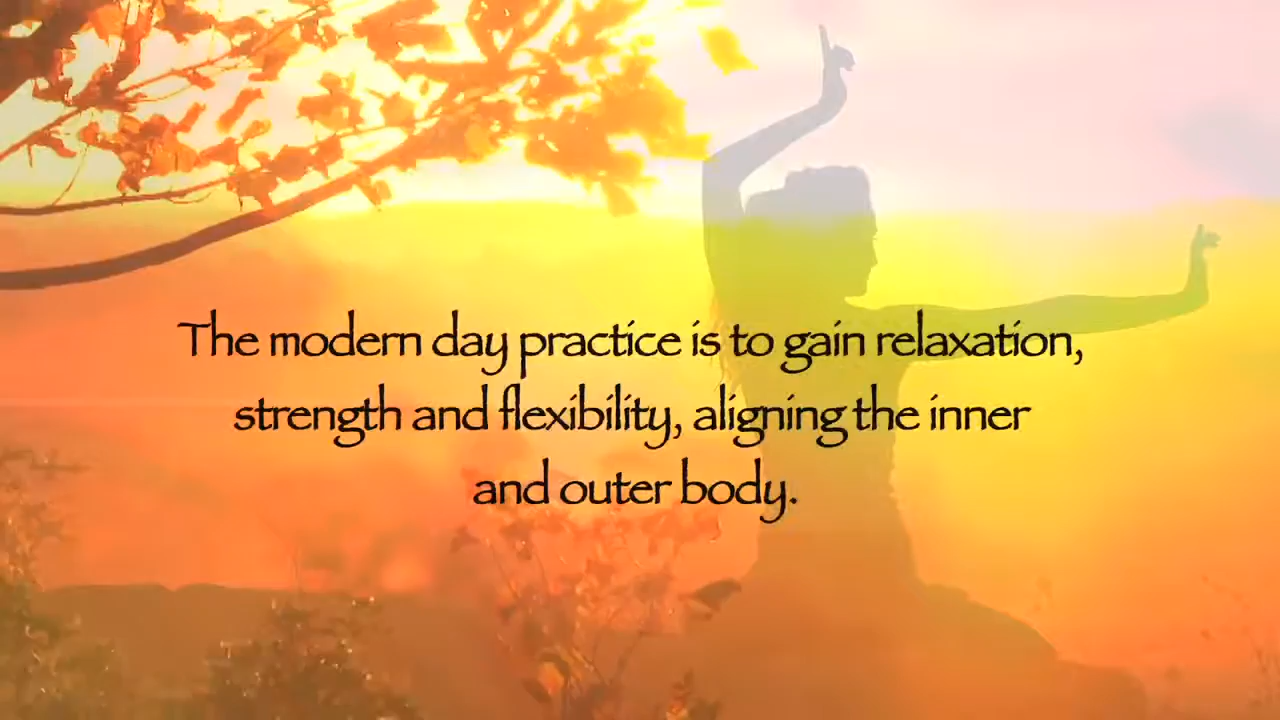 The modern day practice is to gain relaxation,
strength and flexibility, aligning the inner
and outer body.